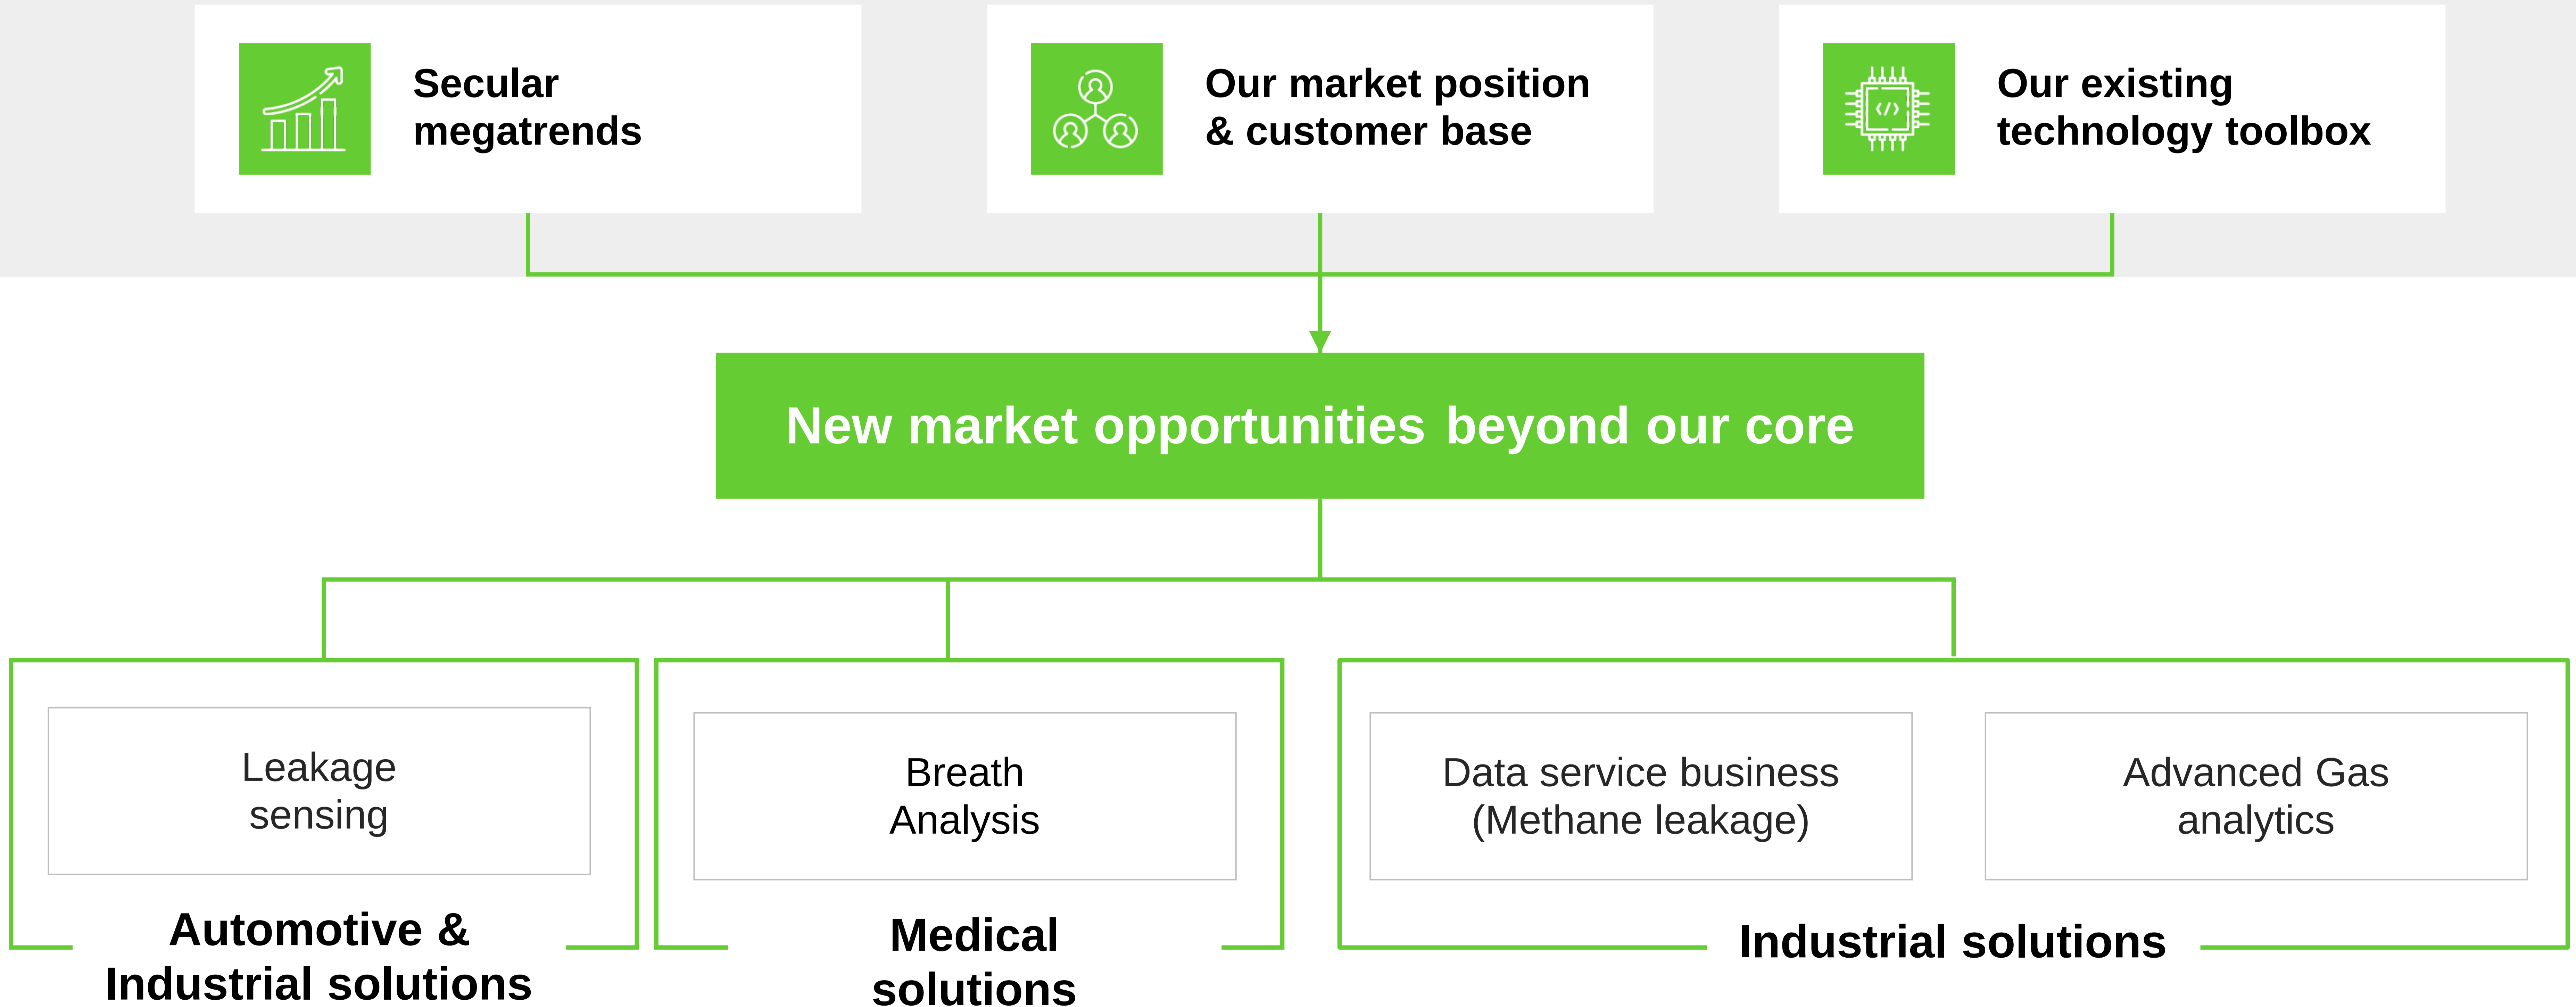 Secular
megatrends
Our market position
& customer base
Our existing
technology toolbox
New market opportunities beyond our core
Leakage
sensing
Automotive &
Industrial solutions
Breath
Analysis
Medical
solutions
Data service business
(Methane leakage)
Advanced Gas
analytics
Industrial solutions